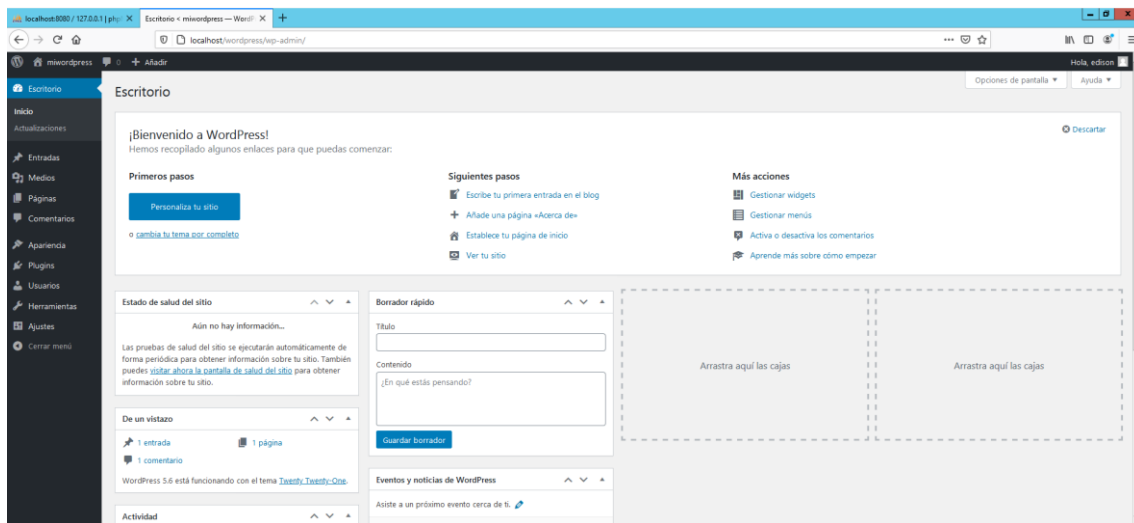 localhost:8080 / 127.0.0.1 | php
Escritorio < miwordpress — WordP
localhost/wordpress/wp-admin/
miwordpress 0 + Añadir
Hola, edison
Escritorio
Inicio
Actualizaciones
Entradas
Medios
Páginas
Comentarios
Apariencia
Plugins
Usuarios
Herramientas
Ajustes
Cerrar menú
Opciones de pantalla
Ayuda
Escritorio
¡Bienvenido a WordPress!
Descartar
Hemos recopilado algunos enlaces para que puedas comenzar:
Primeros pasos
Personaliza tu sitio
o cambia tu tema por completo
Siguientes pasos
Escribe tu primera entrada en el blog
Añade una página «Acerca de»
Establece tu página de inicio
Ver tu sitio
Más acciones
Gestionar widgets
Gestionar menús
Activa o desactiva los comentarios
Aprende más sobre cómo empezar
Estado de salud del sitio
Aún no hay información...
Las pruebas de salud del sitio se ejecutarán automáticamente de
forma periódica para obtener información sobre tu sitio. También
puedes visitar ahora la pantalla de salud del sitio para obtener
información sobre tu sitio.
De un vistazo
1 entrada
1 página
1 comentario
WordPress 5.6 está funcionando con el tema Twenty Twenty-One.
Actividad
Borrador rápido
Título
Contenido
¿En qué estás pensando?
Guardar borrador
Eventos y noticias de WordPress
Asiste a un próximo evento cerca de ti.
Arrastra aquí las cajas
Arrastra aquí las cajas